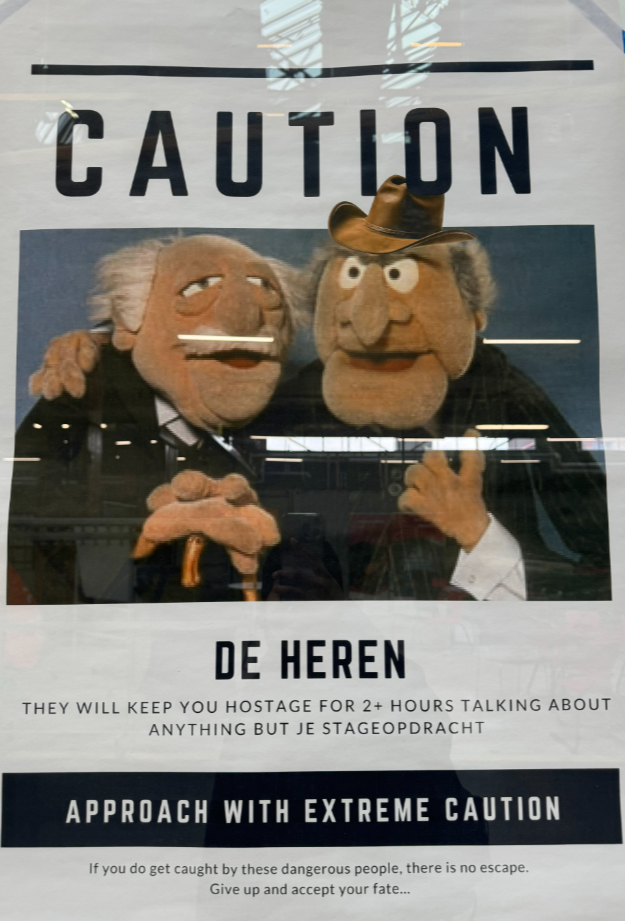 CAUTION
DE HEREN
THEY WILL KEEP YOU HOSTAGE FOR 2+ HOURS TALKING ABOUT
ANYTHING BUT JE STAGEOPDRACHT
APPROACH WITH EXTREME CAUTION
If you do get caught by these dangerous people, there is no escape.
Give up and accept your fate...